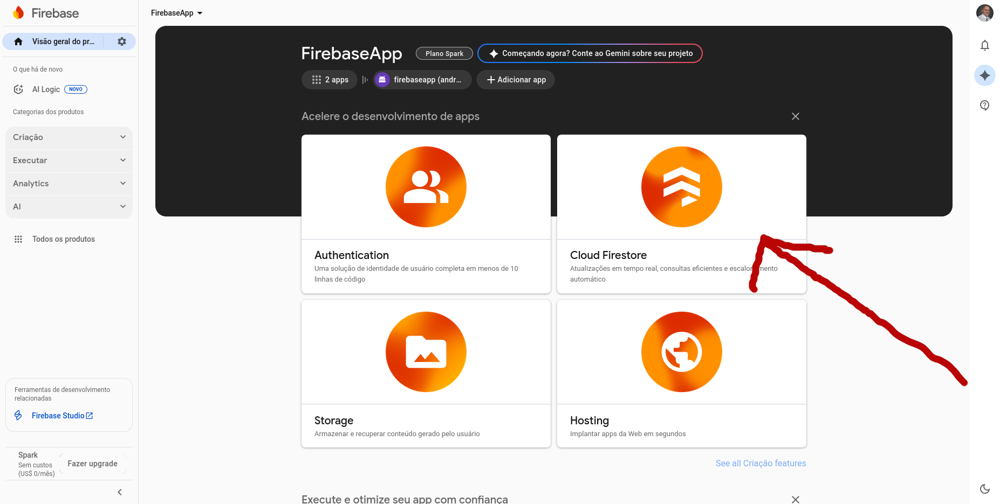 Firebase
FirebaseApp
Visão geral do pr...
O que há de novo
AI Logic NOVO
Categorias dos produtos
Criação
Executar
Analytics
AI
Todos os produtos
Ferramentas de desenvolvimento
relacionadas
Firebase Studio
Spark
Sem custos
(US$ 0/mês)
Fazer upgrade
FirebaseApp Plano Spark Começando agora? Conte ao Gemini sobre seu projeto
2 apps firebaseapp (andr... Adicionar app
Acelere o desenvolvimento de apps
Authentication
Uma solução de identidade de usuário completa em menos de 10
linhas de código
Cloud Firestore
Atualizações em tempo real, consultas eficientes e escalonamento
automático
Storage
Armazenar e recuperar conteúdo gerado pelo usuário
Hosting
Implantar apps da Web em segundos
See all Criação features
Execute e otimize seu app com confiança